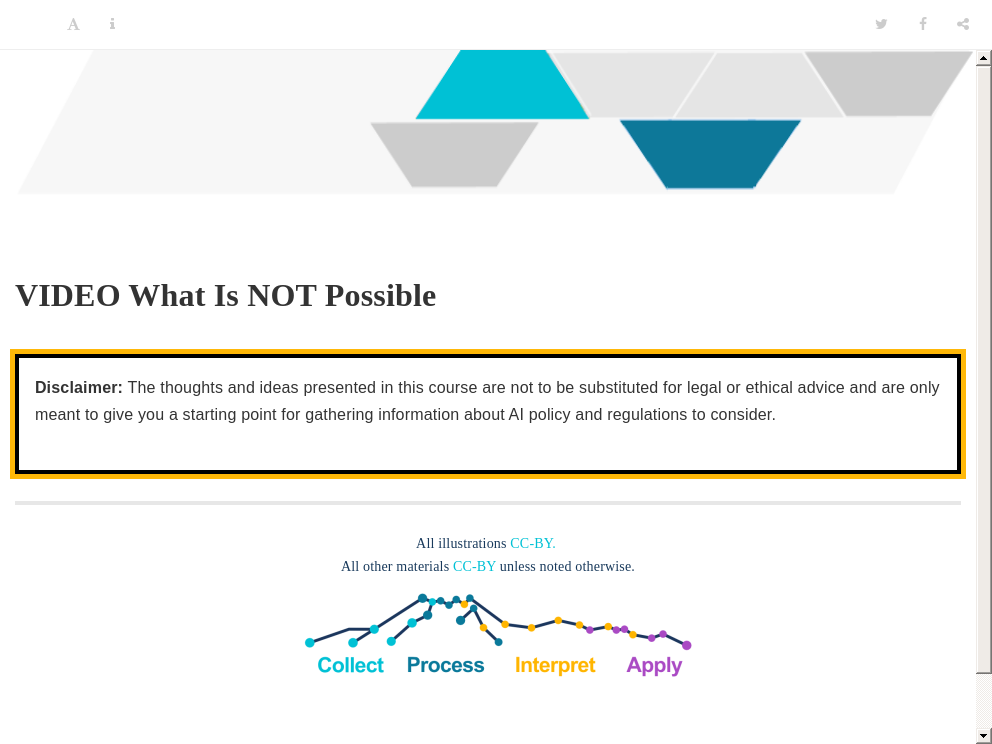 VIDEO What Is NOT Possible
Disclaimer: The thoughts and ideas presented in this course are not to be substituted for legal or ethical advice and are only
meant to give you a starting point for gathering information about AI policy and regulations to consider.
All illustrations CC-BY.
All other materials CC-BY unless noted otherwise.
Collect Process Interpret Apply